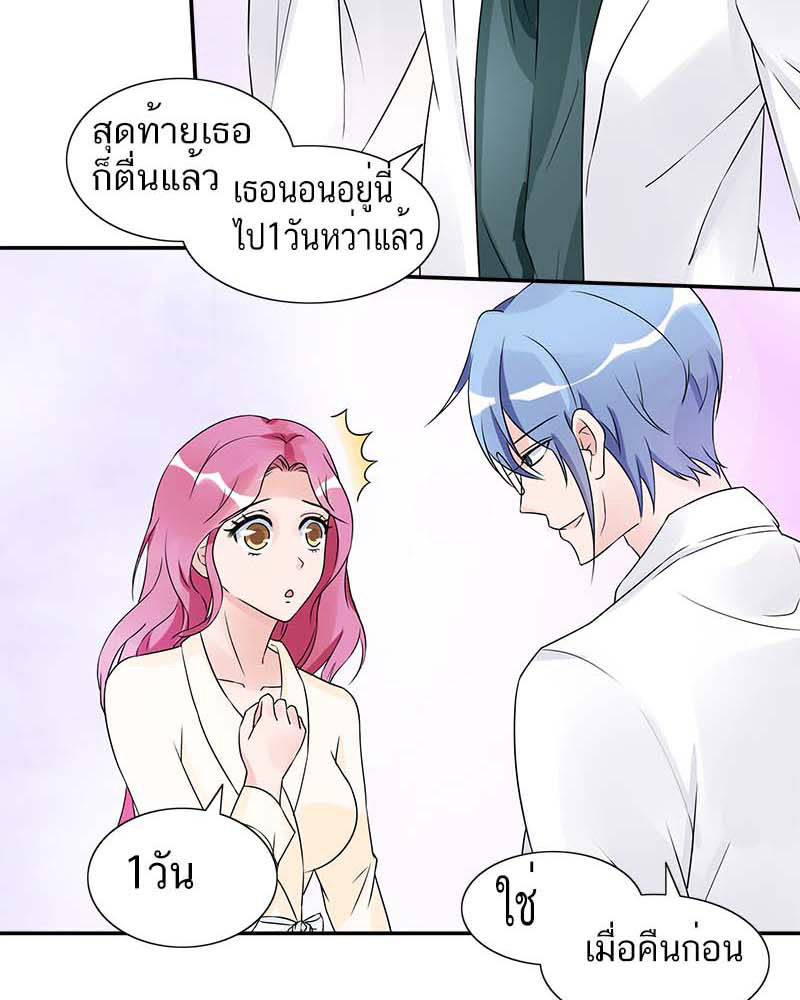 สุดท้ายเธอ
ก็ตื่นแล้ว
เธอนอนอยู่นี่
ไป1วันหว่าแล้ว
1วัน
ใช่
เมื่อคืนก่อน